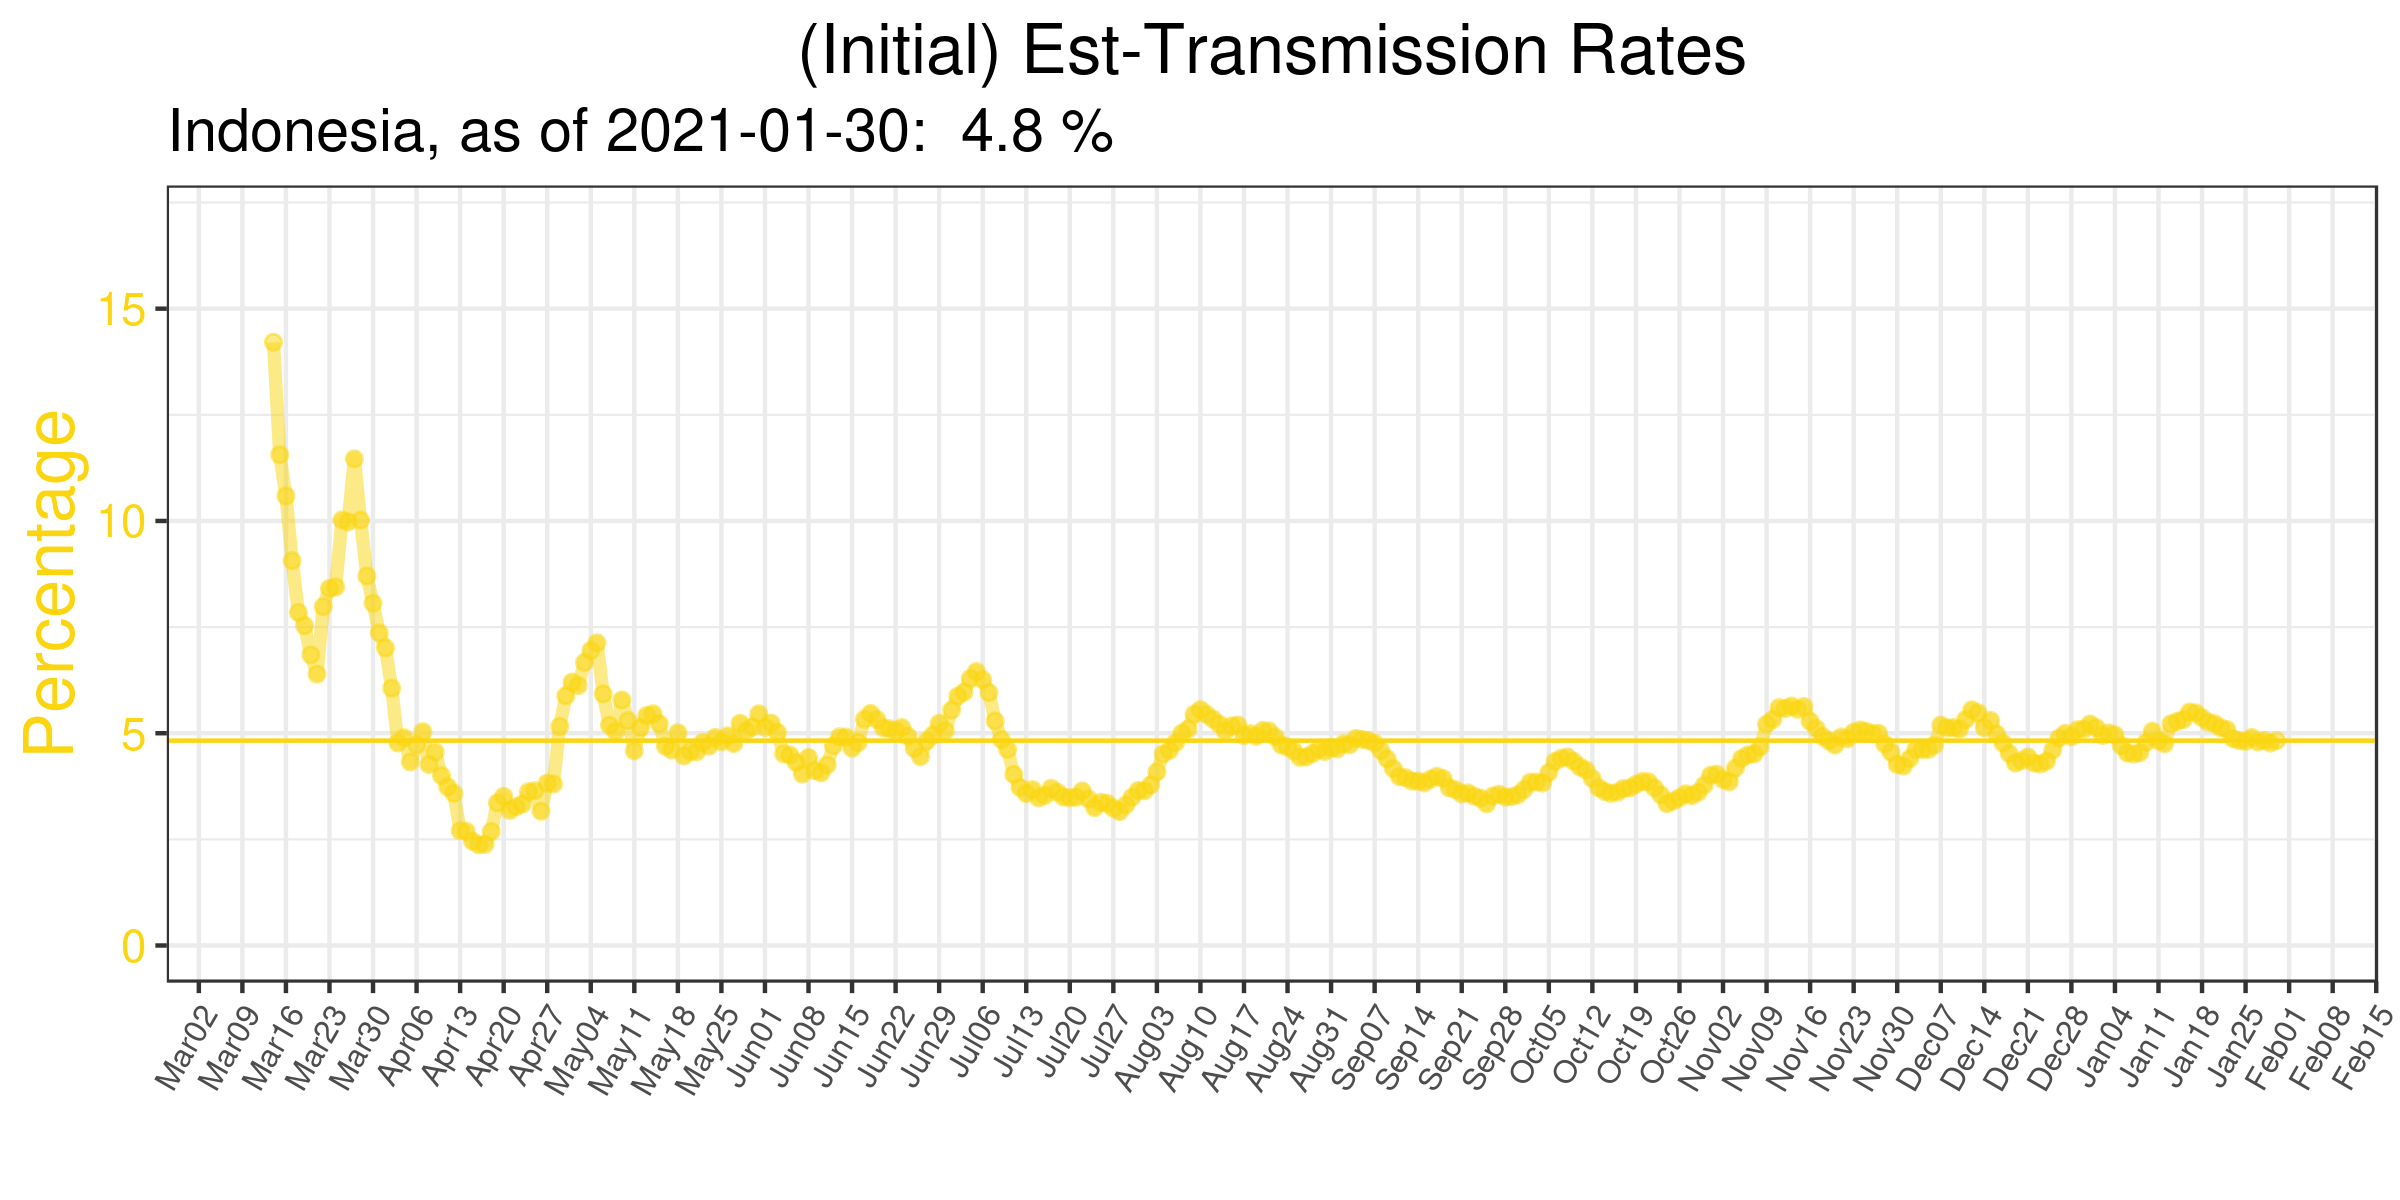 (Initial) Est-Transmission Rates
Indonesia, as of 2021-01-30:  4.8 %
Percentage
15
10
5
0
Mar02
Mar09
Mar16
Mar23
Mar30
Apr06
Apr13
Apr20
Apr27
May04
May11
May18
May25
Jun01
Jun08
Jun15
Jun22
Jun29
Jul06
Jul13
Jul20
Jul27
Aug03
Aug10
Aug17
Aug24
Aug31
Sep07
Sep14
Sep21
Sep28
Oct05
Oct12
Oct19
Oct26
Nov02
Nov09
Nov16
Nov23
Nov30
Dec07
Dec14
Dec21
Dec28
Jan04
Jan11
Jan18
Jan25
Feb01
Feb08
Feb15